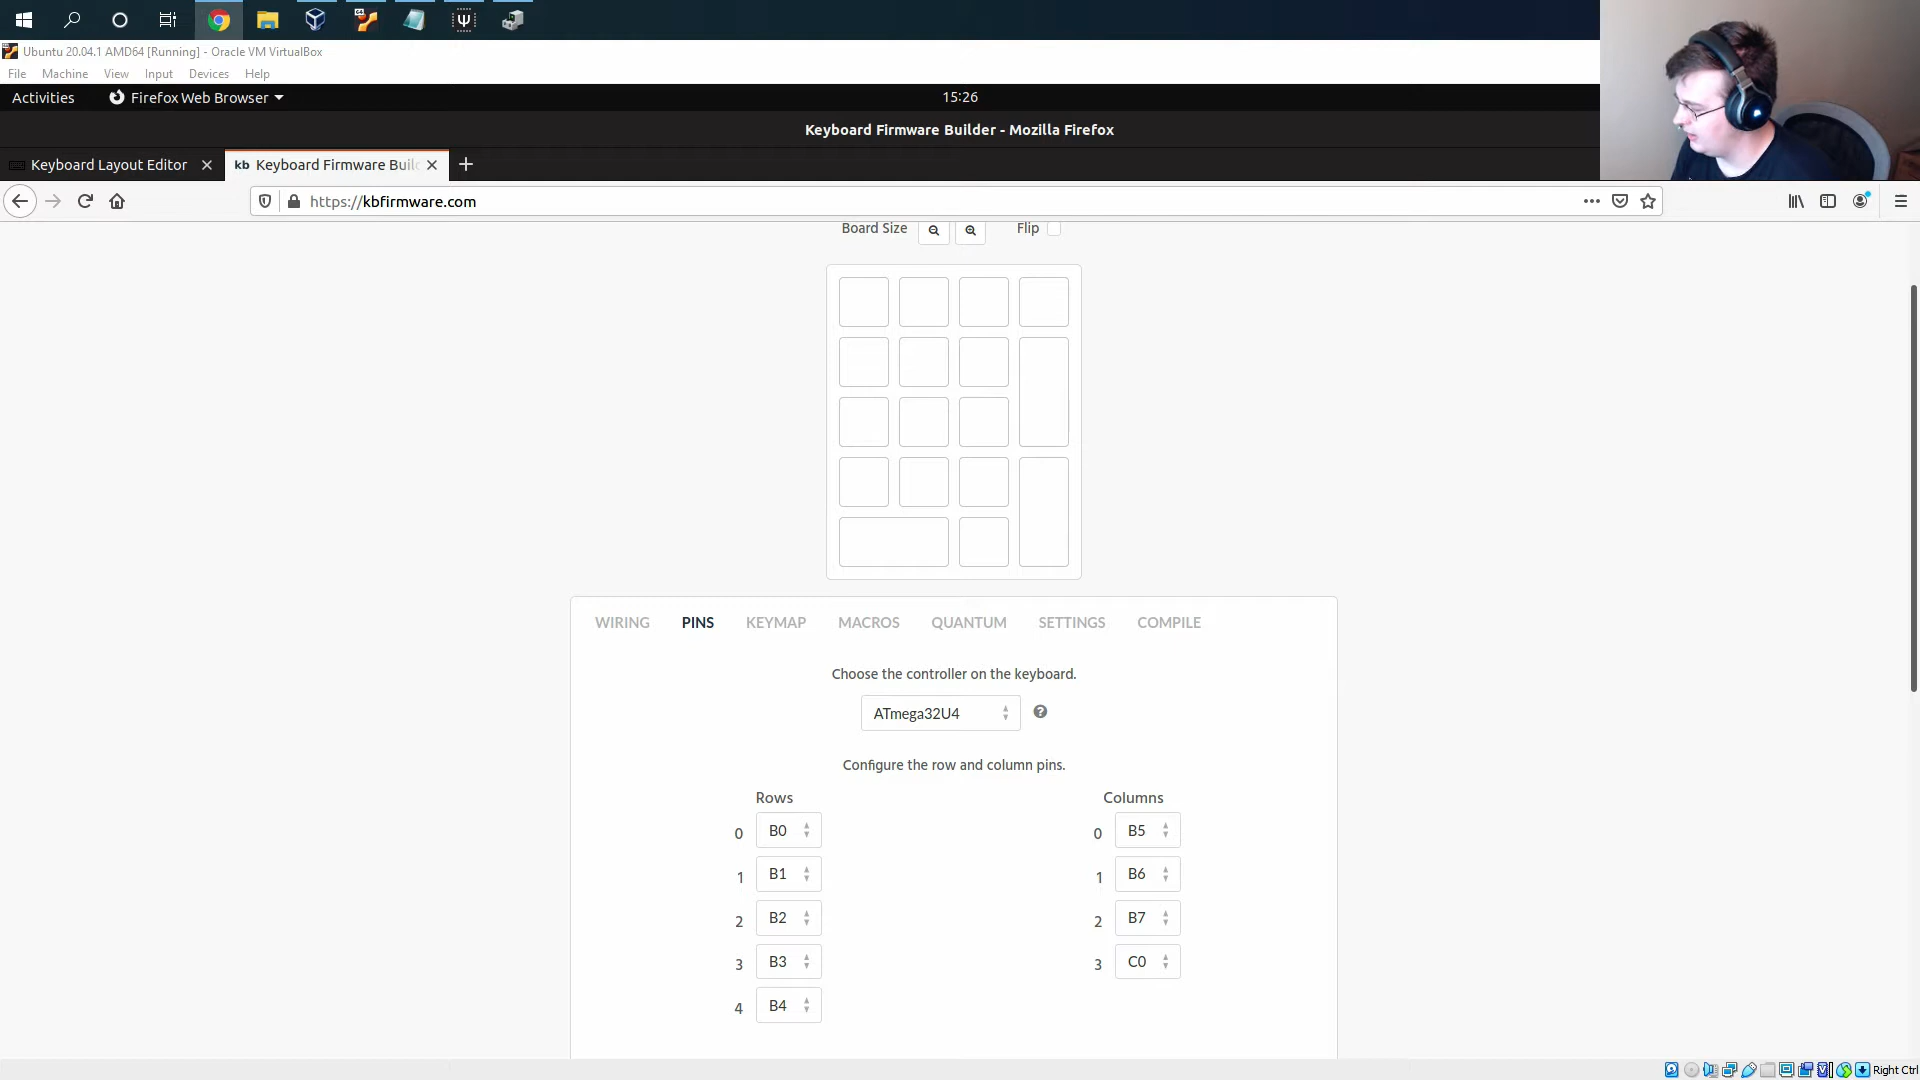 Ubuntu 20.04.1 AMD64 [Running] - Oracle VM VirtualBox
File Machine View Input Devices Help
Activities Firefox Web Browser 15:26
Keyboard Firmware Builder - Mozilla Firefox
Keyboard Layout Editor
kb Keyboard Firmware Buil
https://kbfirmware.com
Board Size Flip
WIRING PINS KEYMAP MACROS QUANTUM SETTINGS COMPILE
Choose the controller on the keyboard.
ATmega32U4
Configure the row and column pins.
Rows Columns
0 B0 0 B5
1 B1 1 B6
2 B2 2 B7
3 B3 3 C0
4 B4
Right Ctrl